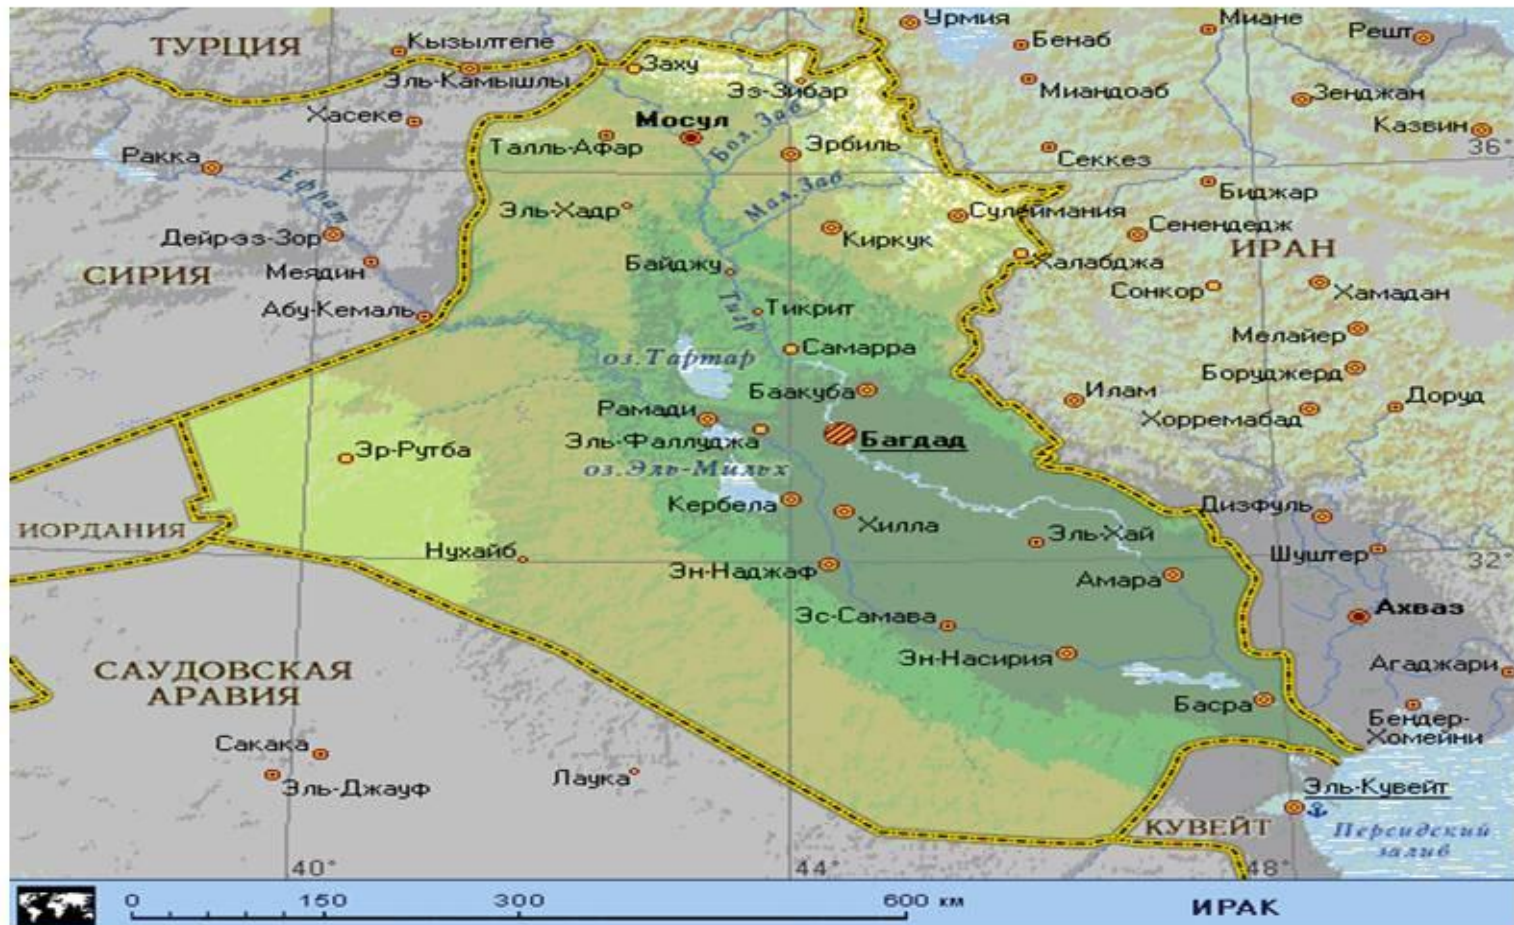 Урмия
Миане
Решт
ТУРЦИЯ
Кызылтепе
Бенаб
Эль-Камышлы
Заху
Эз-Зибар
Миандоаб
Зенджан
Хасеке
Мосул
Бол. Заб
Казвин
Талль-Афар
Эрбиль
Секкез
36°
Ракка
Ефрат
Мал. Заб
Биджар
Эль-Хадр
Сулеймания
Сенендедж
Дейр-эз-Зор
Киркук
ИРАН
СИРИЯ
Меядин
Байджу
Халабджа
Сонкор
Хамадан
Абу-Кемаль
Тигр
Тикрит
Мелайер
оз. Тартар
Самарра
Боруджерд
Баакуба
Илам
Доруд
Рамади
Хорремабад
Эль-Фаллуджа
Багдад
Эр-Рутба
оз. Эль-Мильх
Кербела
Дизфуль
ИОРДАНИЯ
Хилла
Эль-Хай
Нухайб
Шуштер
32°
Эн-Наджаф
Амара
Эс-Самава
Ахваз
САУДОВСКАЯ
АРАВИЯ
Эн-Насирия
Агаджари
Басра
Бендер-
Хомейни
Сакака
Эль-Джауф
Лаука
Эль-Кувейт
КУВЕЙТ
Персидский
залив
40°
44°
48°
0 150 300 600 км
ИРАК